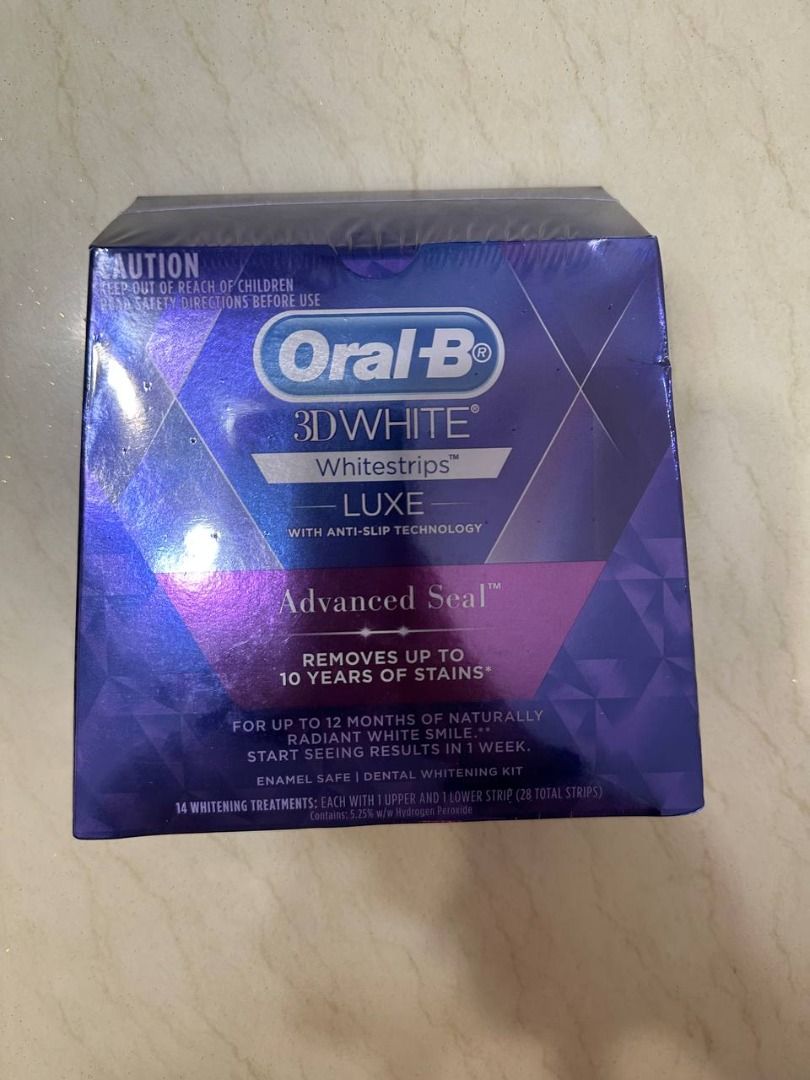 CAUTION
KEEP OUT OF REACH OF CHILDREN
READ SAFETY DIRECTIONS BEFORE USE
Oral-B®
3DWHITE®
Whitestrips™
LUXE
WITH ANTI-SLIP TECHNOLOGY
Advanced Seal™
REMOVES UP TO
10 YEARS OF STAINS*
FOR UP TO 12 MONTHS OF NATURALLY
RADIANT WHITE SMILE.**
START SEEING RESULTS IN 1 WEEK.
ENAMEL SAFE | DENTAL WHITENING KIT
14 WHITENING TREATMENTS: EACH WITH 1 UPPER AND 1 LOWER STRIP (28 TOTAL STRIPS)
Contains: 5.25% w/w Hydrogen Peroxide